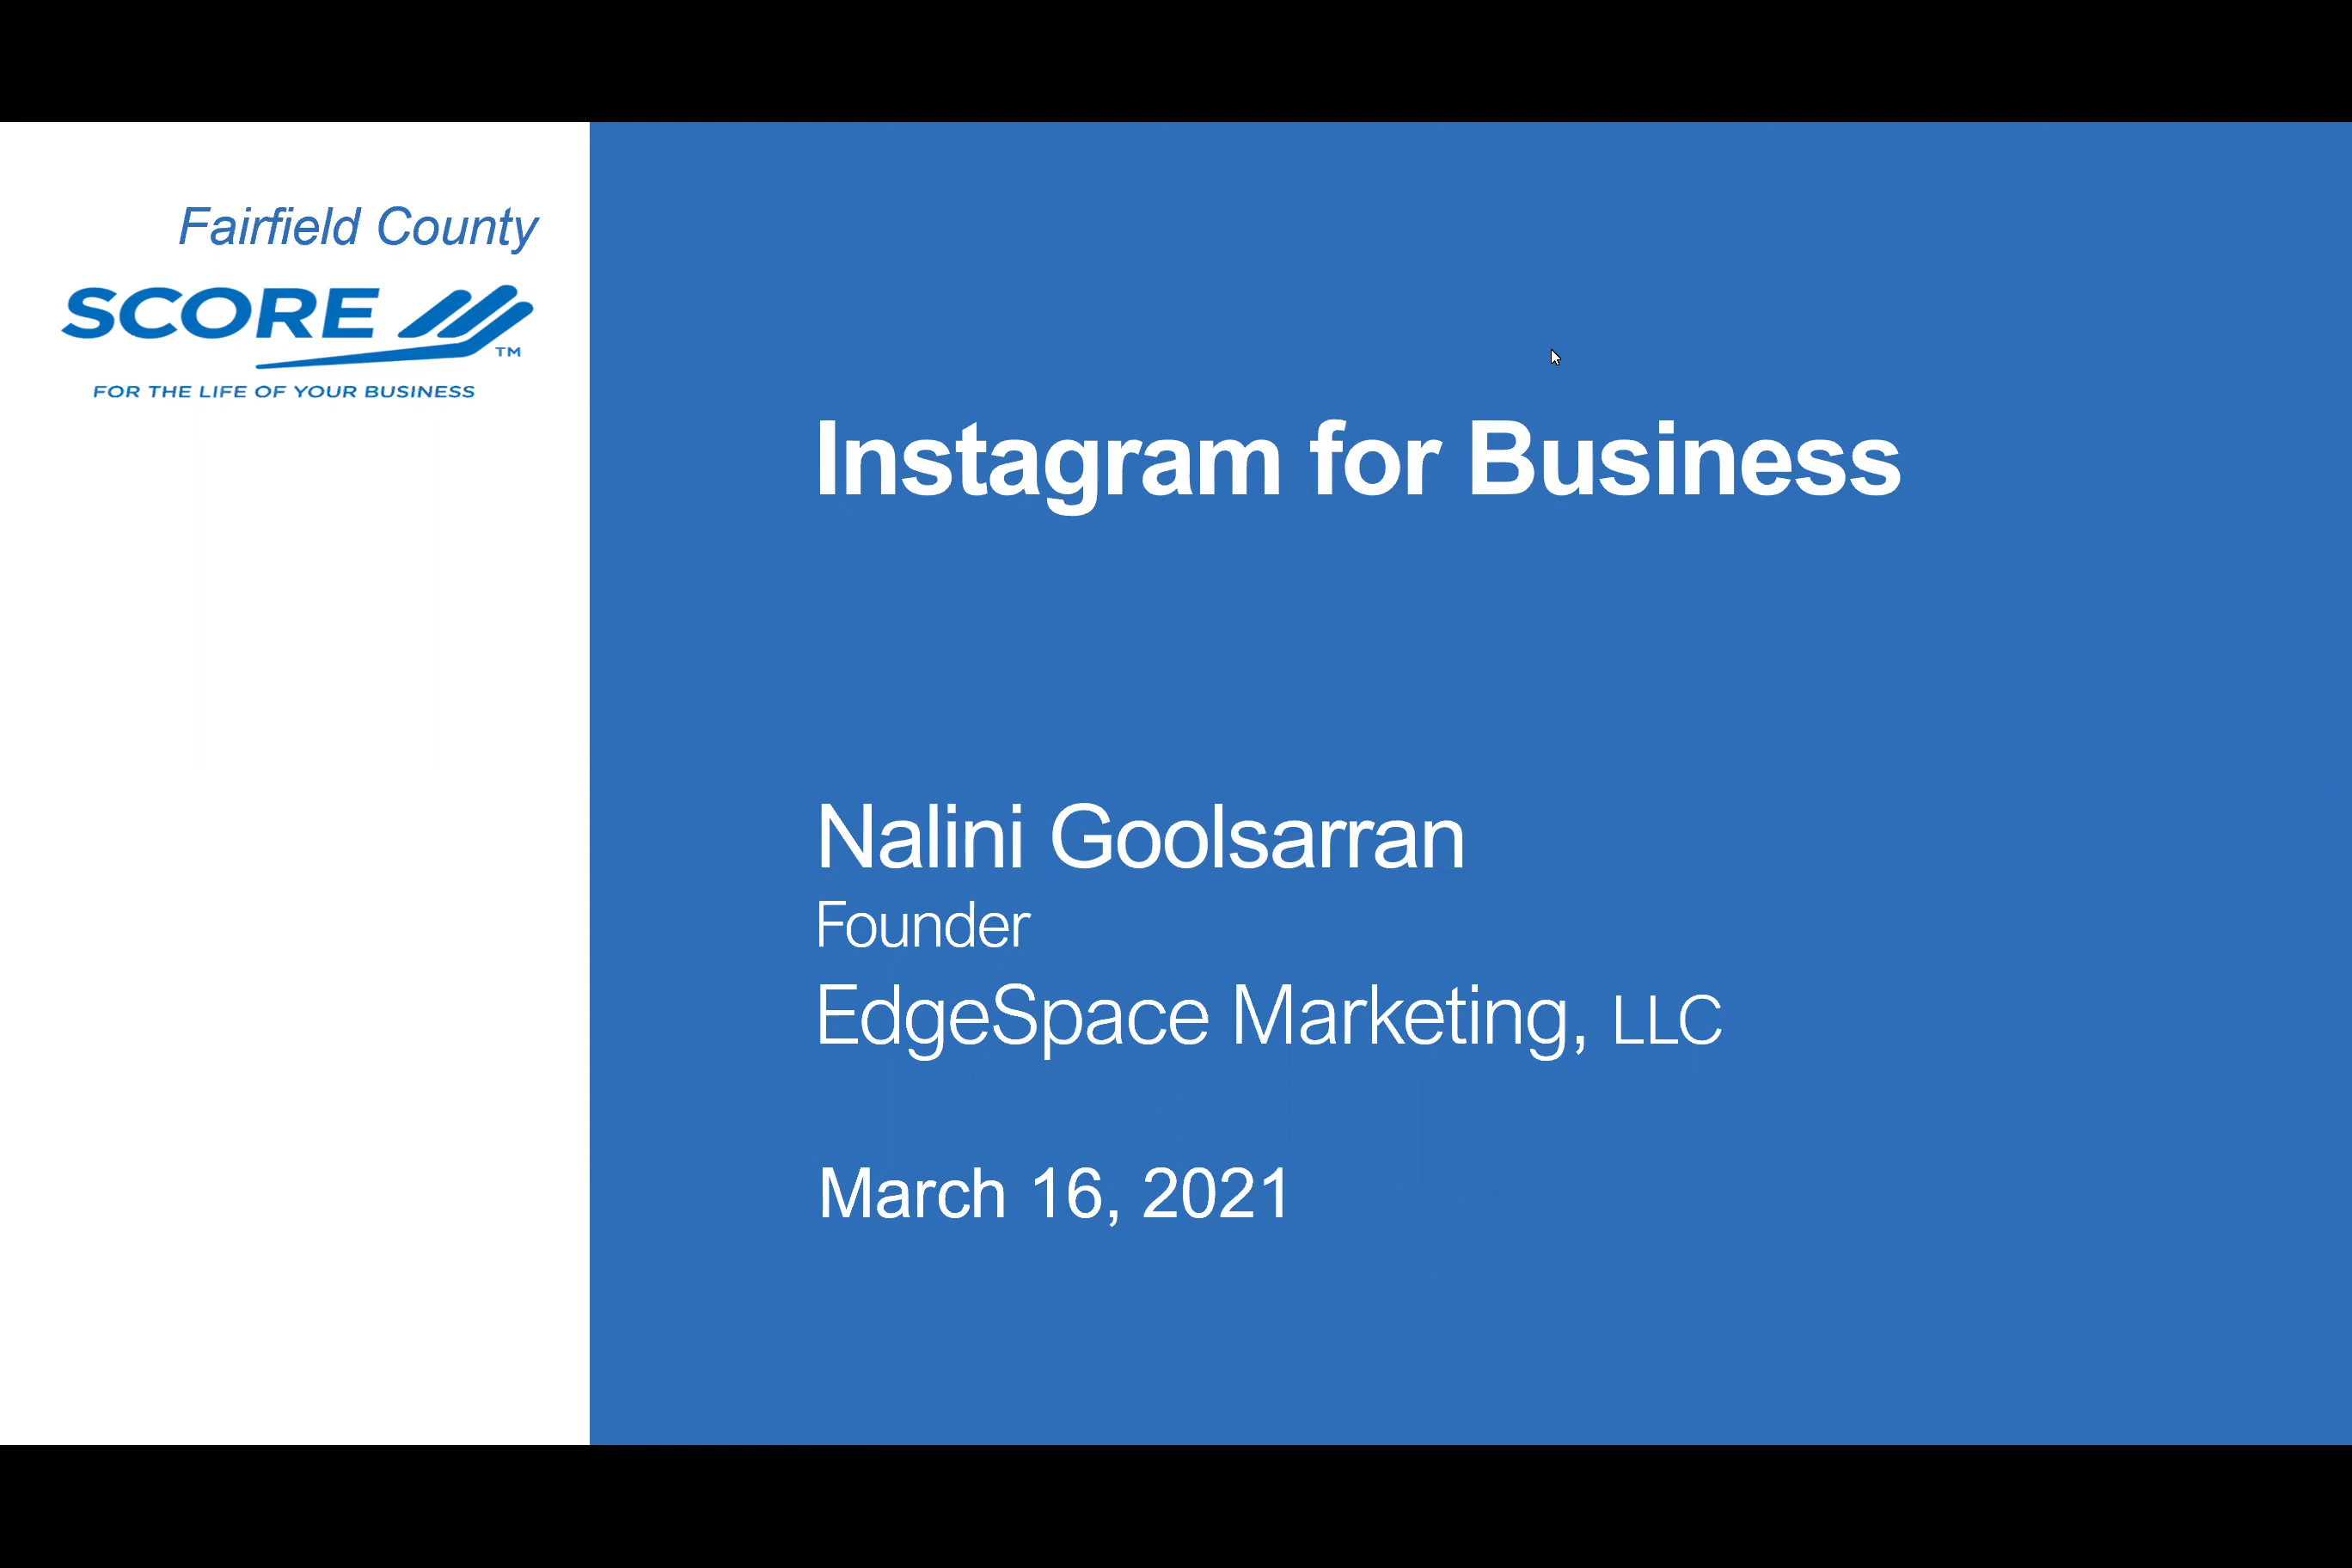 Fairfield County
SCORE
TM
FOR THE LIFE OF YOUR BUSINESS
Instagram for Business
Nalini Goolsarran
Founder
EdgeSpace Marketing, LLC
March 16, 2021